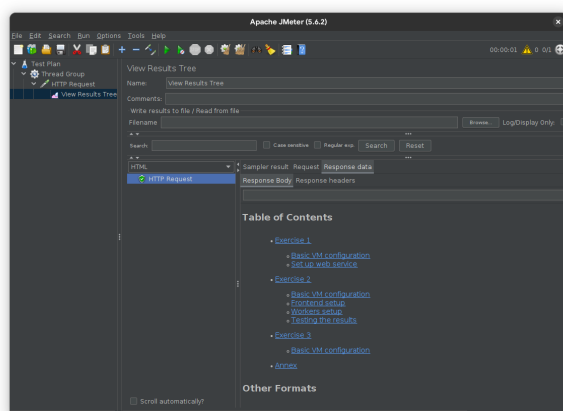 Apache JMeter (5.6.2)
File Edit Search Run Options Tools Help
00:00:01 0 0/1
Test Plan
Thread Group
HTTP Request
View Results Tree
View Results Tree
Name: View Results Tree
Comments:
Write results to file / Read from file
Filename Browse... Log/Display Only:
Search: Case sensitive Regular exp. Search Reset
HTML
HTTP Request
Sampler result Request Response data
Response Body Response headers
Table of Contents
Exercise 1
Basic VM configuration
Set up web service
Exercise 2
Basic VM configuration
Frontend setup
Workers setup
Testing the results
Exercise 3
Basic VM configuration
Annex
Other Formats
Scroll automatically?